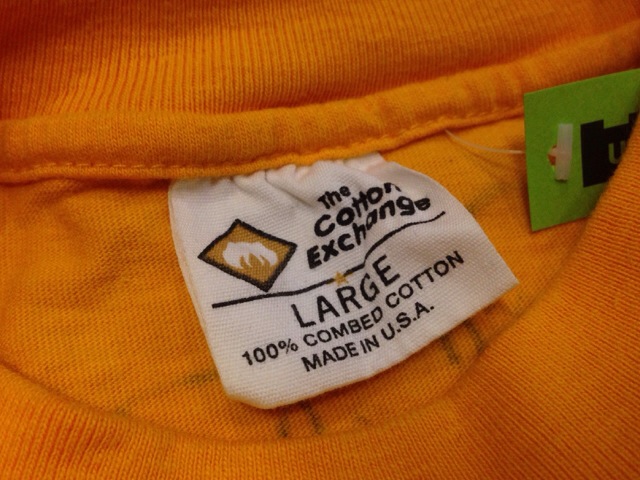 The
Cotton
Exchange
LARGE
100% COMBED COTTON
MADE IN U.S.A.